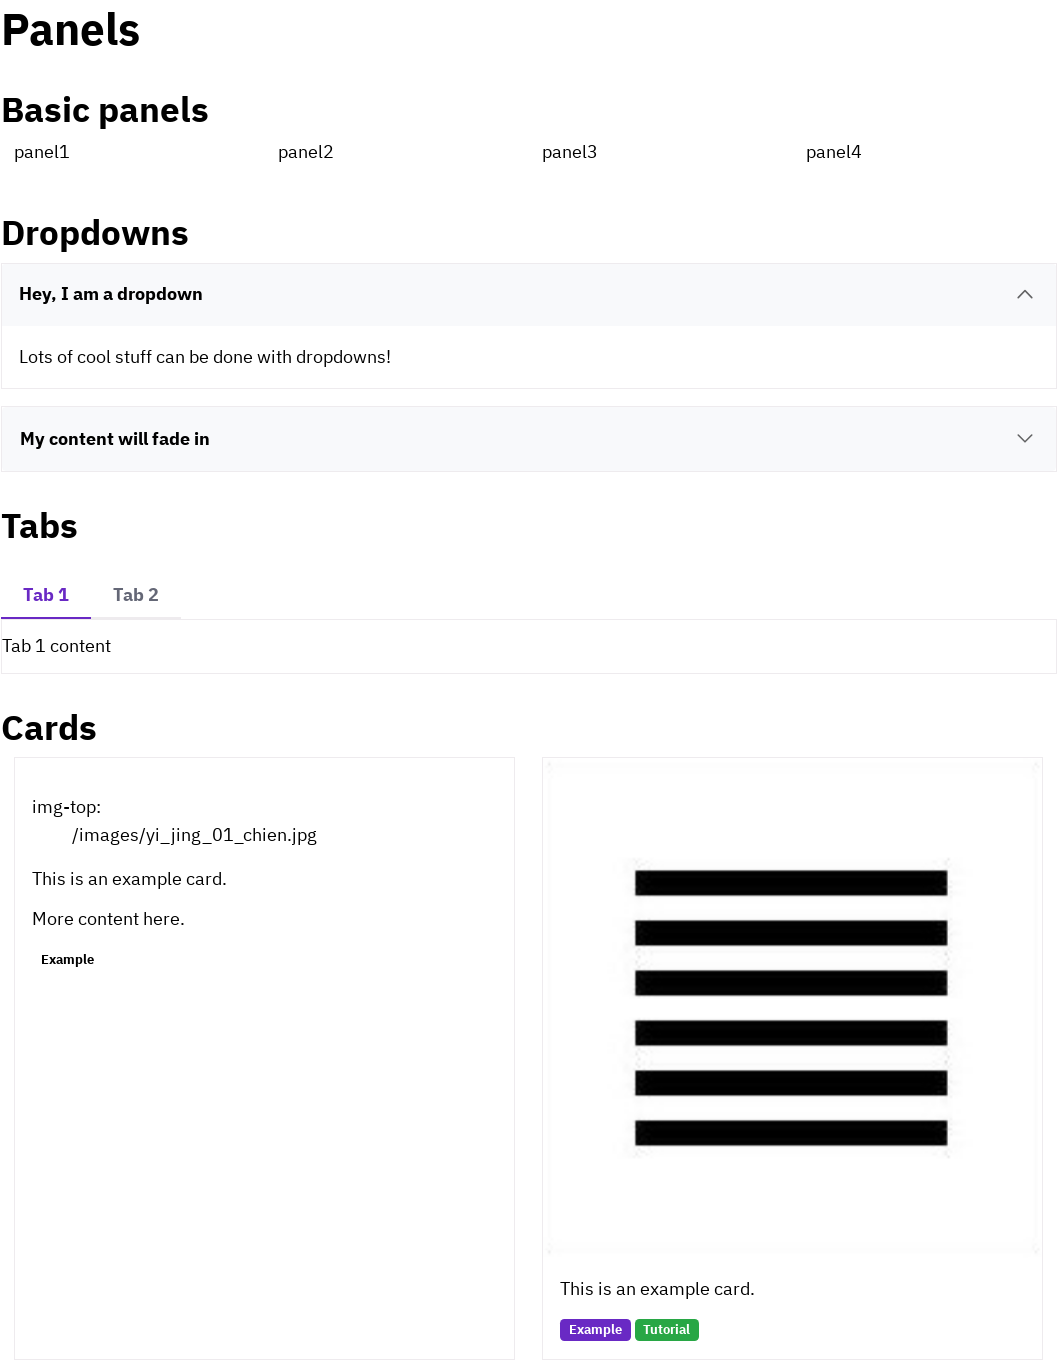 Panels
Basic panels
panel1 panel2 panel3 panel4
Dropdowns
Hey, I am a dropdown
Lots of cool stuff can be done with dropdowns!
My content will fade in
Tabs
Tab 1 Tab 2
Tab 1 content
Cards
img-top:
/images/yi_jing_01_chien.jpg
This is an example card.
More content here.
Example
This is an example card.
Example Tutorial